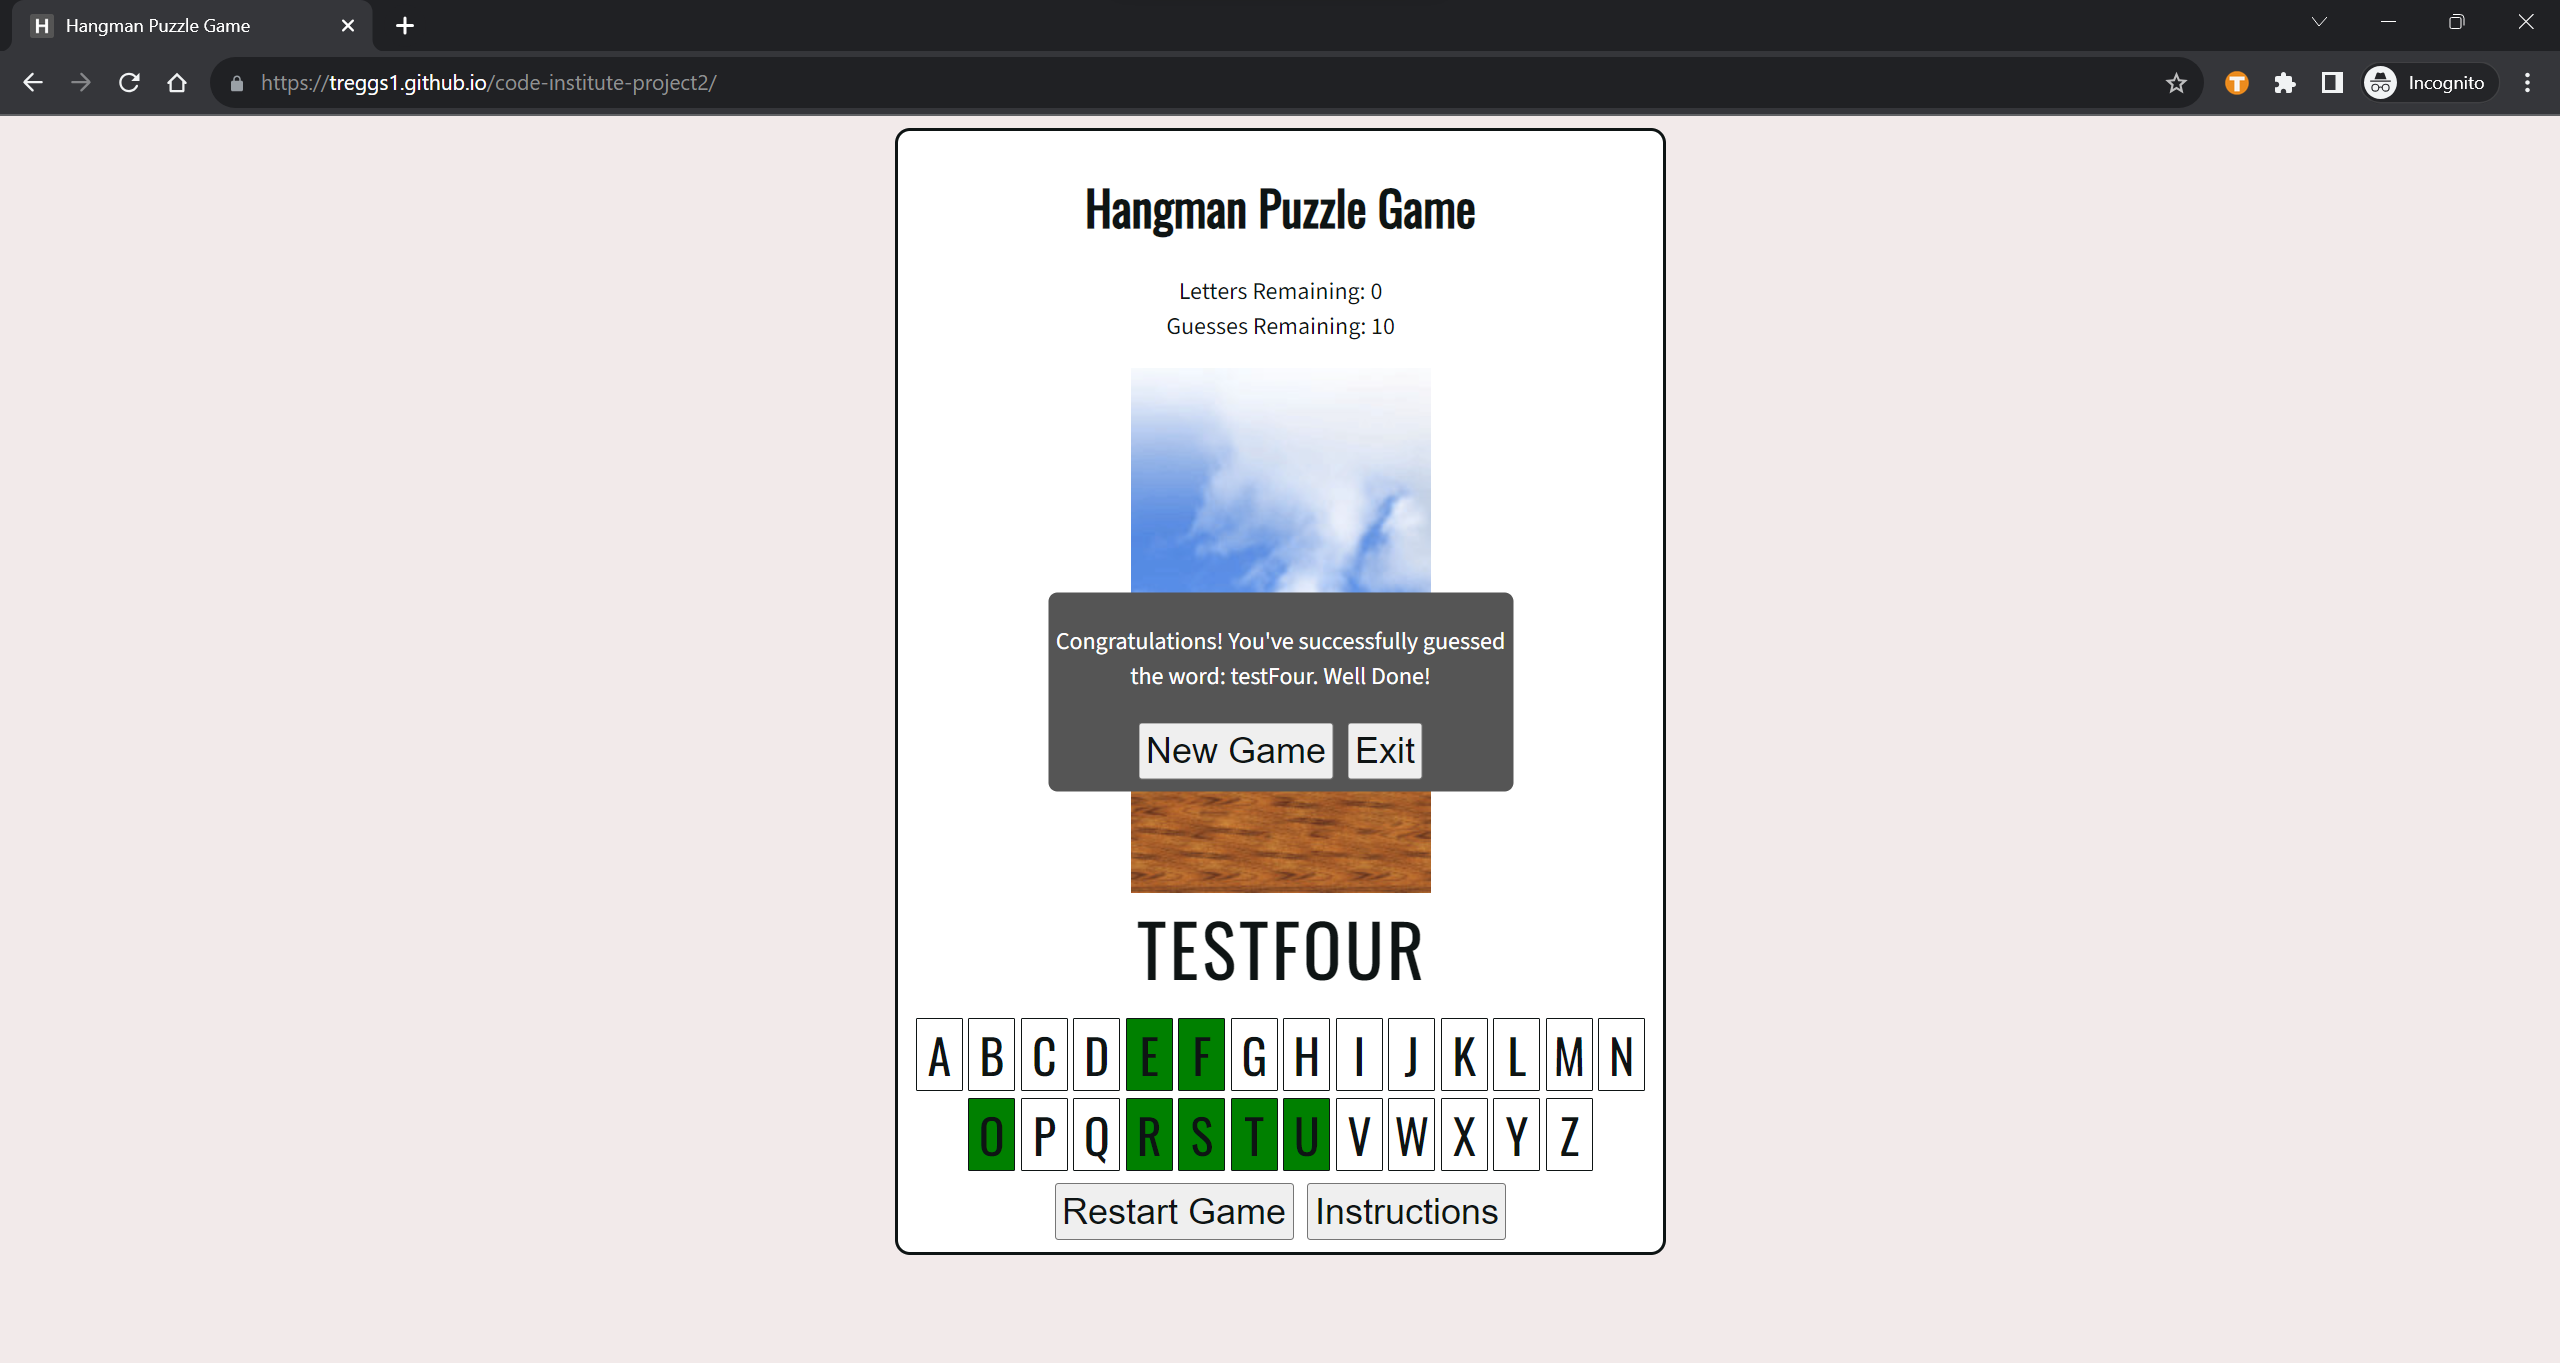 H Hangman Puzzle Game
https://treggs1.github.io/code-institute-project2/
T
Incognito
Hangman Puzzle Game
Letters Remaining: 0
Guesses Remaining: 10
Congratulations! You've successfully guessed
the word: testFour. Well Done!
New Game Exit
TESTFOUR
A B C D E F G H I J K L M N
O P Q R S T U V W X Y Z
Restart Game Instructions